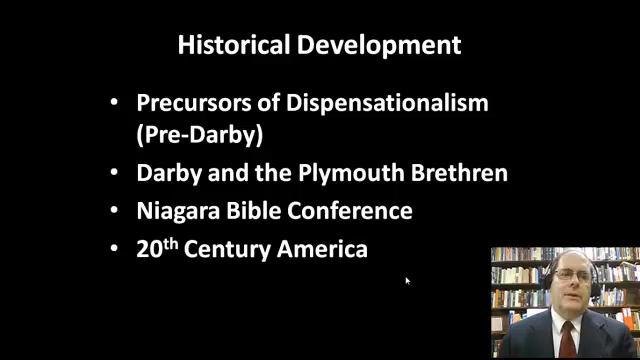 Historical Development
• Precursors of Dispensationalism
(Pre-Darby)
• Darby and the Plymouth Brethren
• Niagara Bible Conference
• 20th Century America